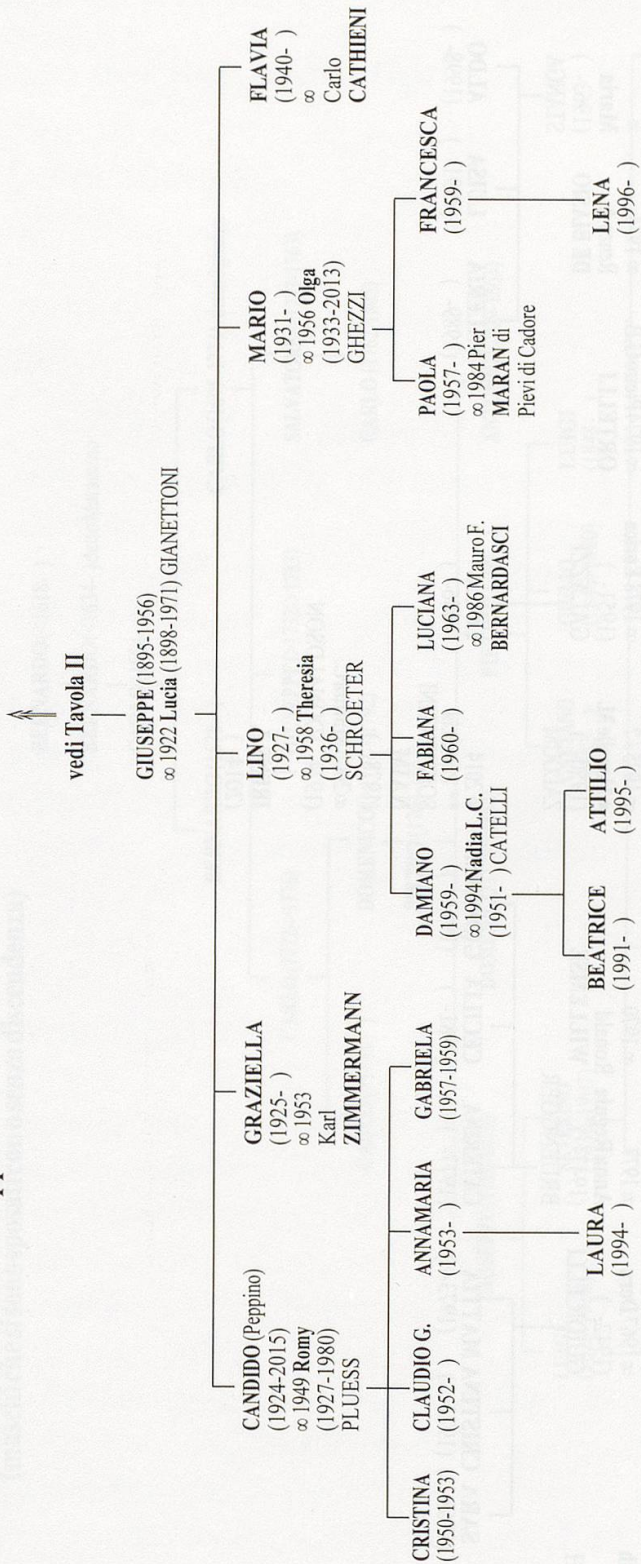 vedi Tavola II
GIUSEPPE (1895-1956)
∞ 1922 Lucia (1898-1971) GIANETTONI
CANDIDO (Peppino)
(1924-2015)
∞ 1949 Romy
(1927-1980)
PLUESS
GRAZIELLA
(1925- )
∞ 1953
Karl
ZIMMERMANN
LINO
(1927- )
∞ 1958 Theresia
(1936- )
SCHROETER
MARIO
(1931- )
∞ 1956 Olga
(1933-2013)
GHEZZI
FLAVIA
(1940- )
∞
Carlo
CATHIENI
CRISTINA
(1950-1953)
CLAUDIO G.
(1952- )
ANNAMARIA
(1953- )
GABRIELA
(1957-1959)
DAMIANO
(1959- )
∞1994 Nadia L.C.
(1951- ) CATELLI
FABIANA
(1960- )
LUCIANA
(1963- )
∞1986 Mauro F.
BERNARDASCI
PAOLA
(1957- )
∞1984 Pier
MARAN di
Pievi di Cadore
FRANCESCA
(1959- )
LAURA
(1994- )
BEATRICE
(1991- )
ATTILIO
(1995- )
LENA
(1996- )